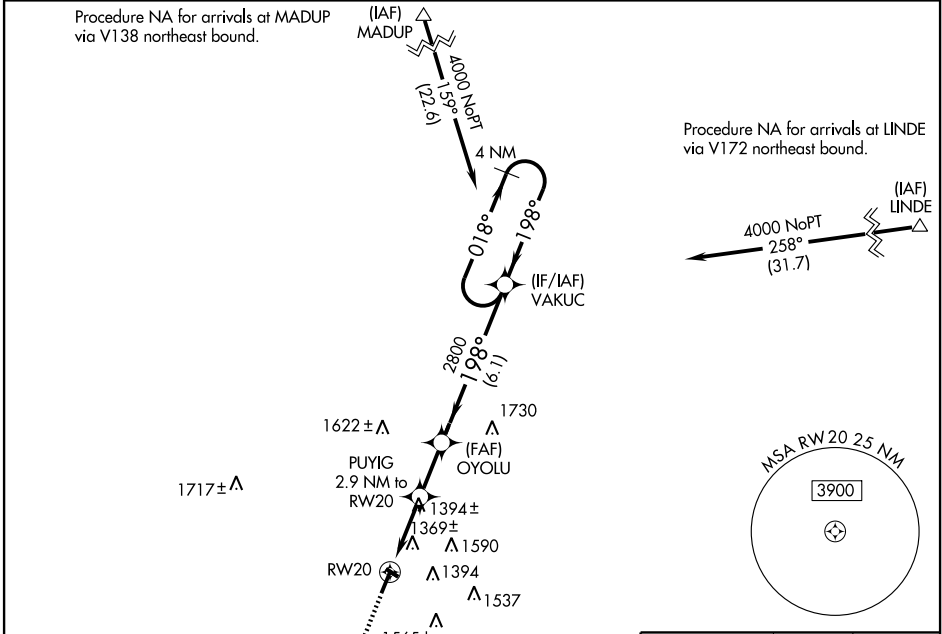 Procedure NA for arrivals at MADUP
via V138 northeast bound.
(IAF)
MADUP
4000 NoPT
159°
(22.6)
4 NM
Procedure NA for arrivals at LINDE
via V172 northeast bound.
(IAF)
LINDE
4000 NoPT
258°
(31.7)
018°
198°
(IF/IAF)
VAKUC
2800
198°
(6.1)
1730
1622±
(FAF)
OYOLU
PUYIG
2.9 NM to
RW20
1717±
1394±
1369±
1590
RW20
1394
1537
MSA RW20 25 NM
3900